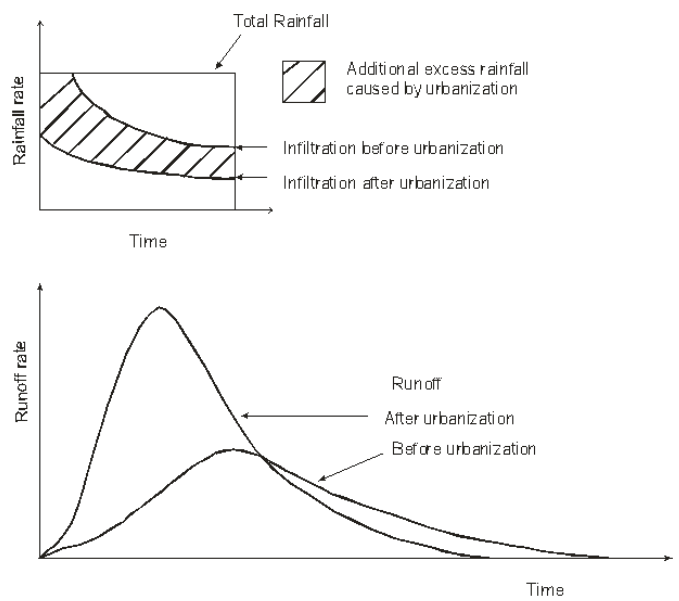 Total Rainfall
Rainfall rate
Additional excess rainfall
caused by urbanization
Infiltration before urbanization
Infiltration after urbanization
Time
Runoff rate
Runoff
After urbanization
Before urbanization
Time